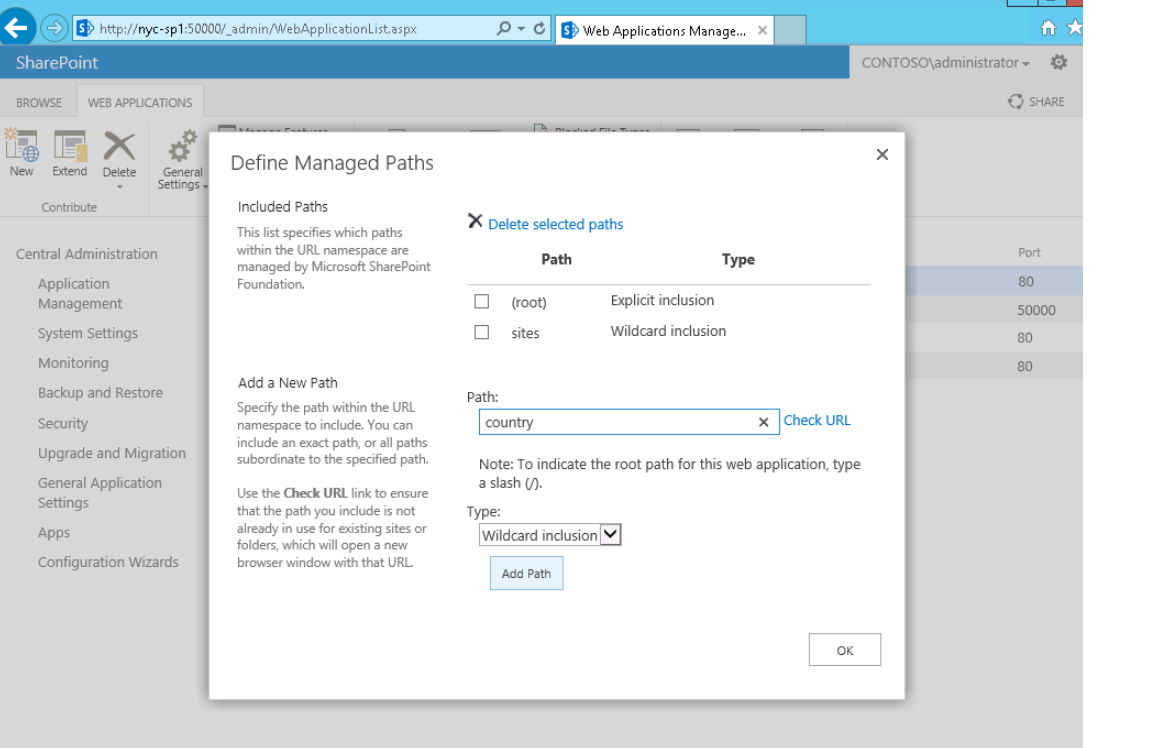 http://nyc-sp1:50000/_admin/WebApplicationList.aspx
Web Applications Manage...
SharePoint
CONTOSO\administrator
BROWSE
WEB APPLICATIONS
SHARE
Manage Features
Blocked File Types
New
Extend
Delete
General
Settings
Contribute
Define Managed Paths
Included Paths
This list specifies which paths
within the URL namespace are
managed by Microsoft SharePoint
Foundation.
Delete selected paths
Path Type
(root) Explicit inclusion
sites Wildcard inclusion
Add a New Path
Specify the path within the URL
namespace to include. You can
include an exact path, or all paths
subordinate to the specified path.
Use the Check URL link to ensure
that the path you include is not
already in use for existing sites or
folders, which will open a new
browser window with that URL.
Path:
country
Check URL
Note: To indicate the root path for this web application, type
a slash (/).
Type:
Wildcard inclusion
Add Path
OK
Central Administration
Application
Management
System Settings
Monitoring
Backup and Restore
Security
Upgrade and Migration
General Application
Settings
Apps
Configuration Wizards
Port
80
50000
80
80